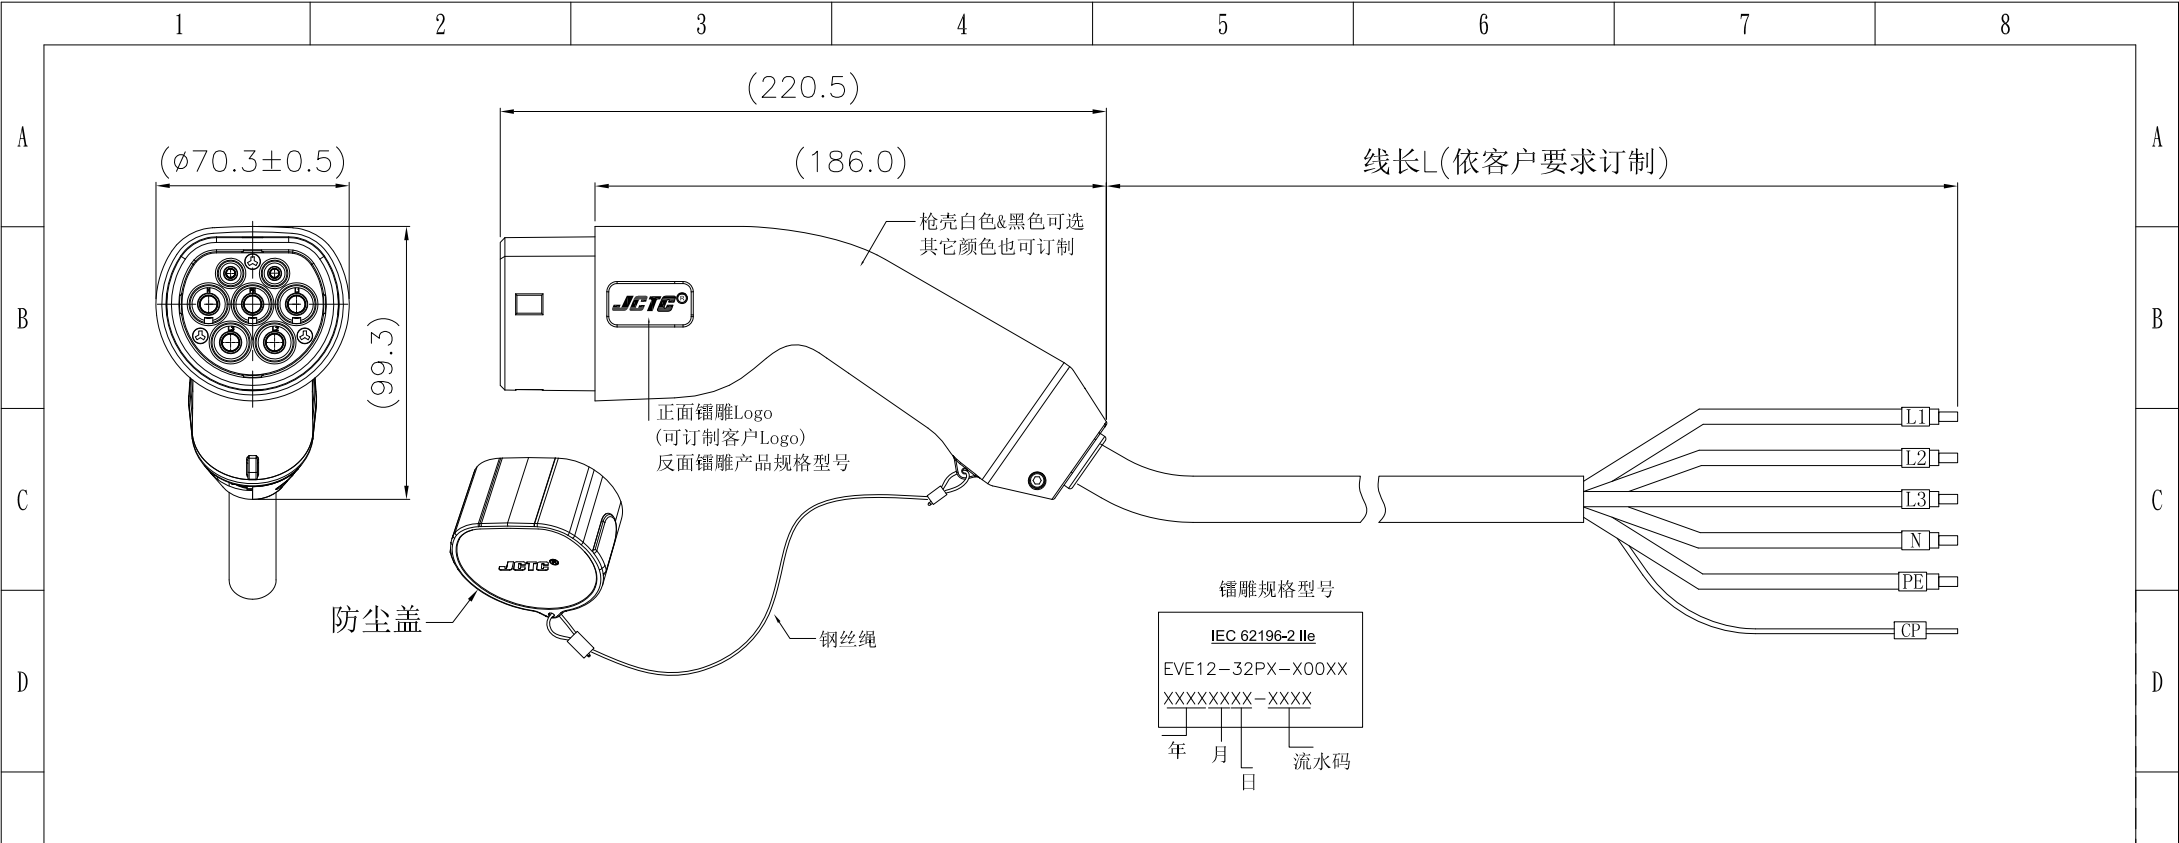 1 2 3 4 5 6 7 8
(220.5)
A A
(ø70.3±0.5) (186.0) 线长L(依客户要求订制)
枪壳白色&黑色可选
其它颜色也可订制
JCTC®
B B
(99.3)
正面镭雕Logo
(可订制客户Logo)
反面镭雕产品规格型号
L1
L2
C C
L3
N
JCTC®
PE
镭雕规格型号
防尘盖
CP
钢丝绳
IEC 62196-2 IIe
EVE12-32PX-X00XX
D D
XXXXXXXX-XXXX
年 月 日 流水码